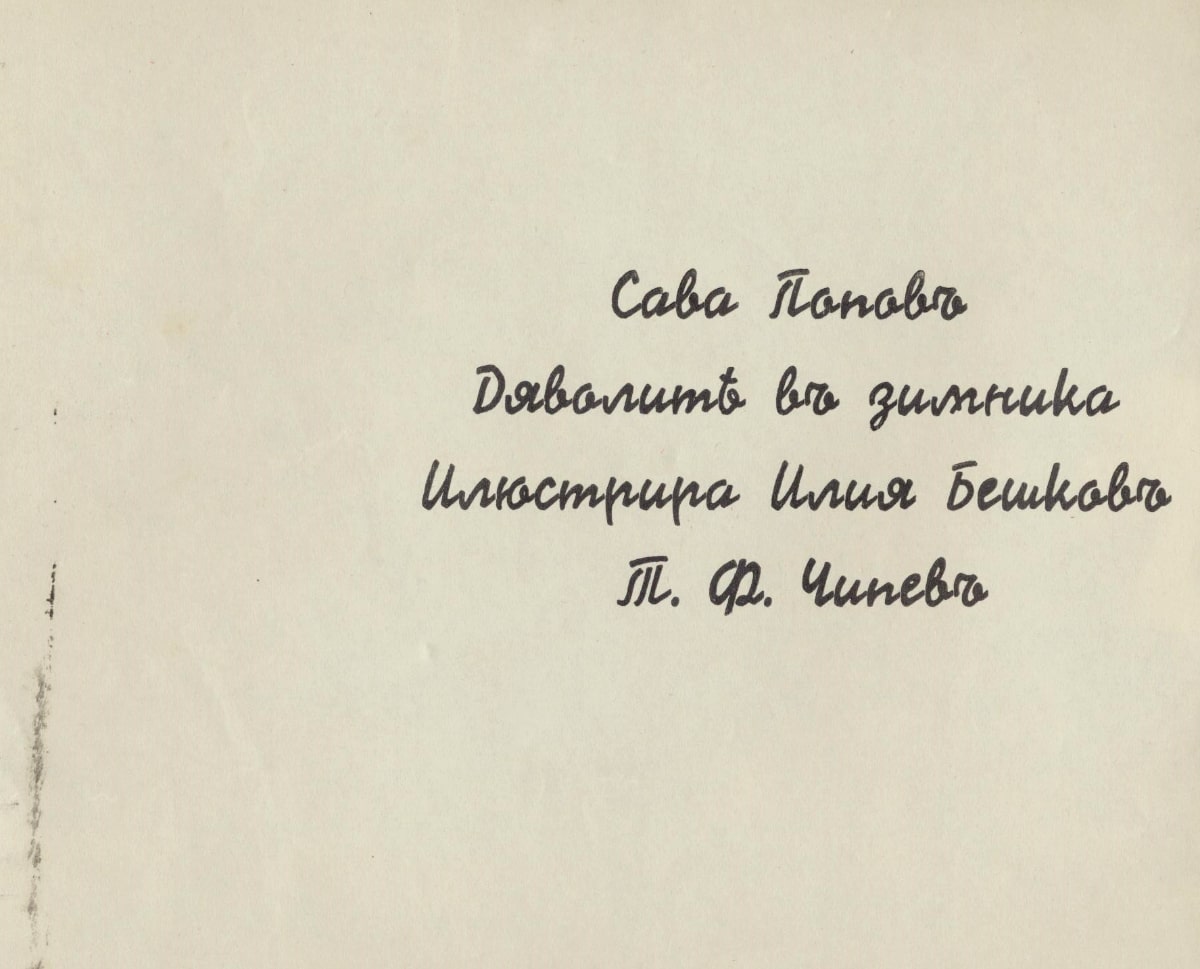 Сава Поповъ
Дяволитѣ въ зимника
Илюстрира Илия Бешковъ
Т. Ф. Чипевъ